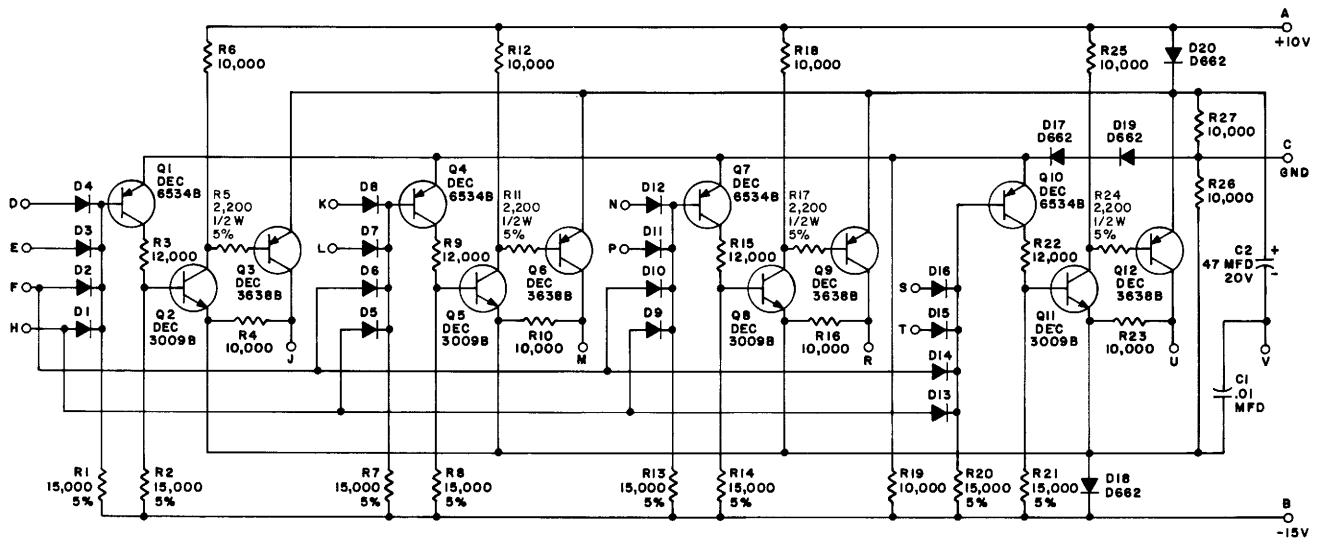 A
+10V
R6
10,000
R12
10,000
R18
10,000
R25
10,000
D20
D662
R27
10,000
C
GND
R26
10,000
D17
D662
D19
D662
Q1
DEC
6534B
Q4
DEC
6534B
Q7
DEC
6534B
Q10
DEC
6534B
D
D4
E
D3
F
D2
H
D1
K
D8
L
D7
D6
D5
N
D12
P
D11
D10
D9
S
D16
T
D15
D14
D13
R5
2,200
1/2W
5%
R11
2,200
1/2W
5%
R17
2,200
1/2W
5%
R24
2,200
1/2W
5%
R3
12,000
R9
12,000
R15
12,000
R22
12,000
Q3
DEC
3638B
Q6
DEC
3638B
Q9
DEC
3638B
Q12
DEC
3638B
Q2
DEC
3009B
Q5
DEC
3009B
Q8
DEC
3009B
Q11
DEC
3009B
R4
10,000
R10
10,000
R16
10,000
R23
10,000
J
M
R
U
V
C2
47 MFD
20V
+
-
C1
.01
MFD
R1
15,000
5%
R2
15,000
5%
R7
15,000
5%
R8
15,000
5%
R13
15,000
5%
R14
15,000
5%
R19
10,000
R20
15,000
5%
R21
15,000
5%
D18
D662
B
-15V